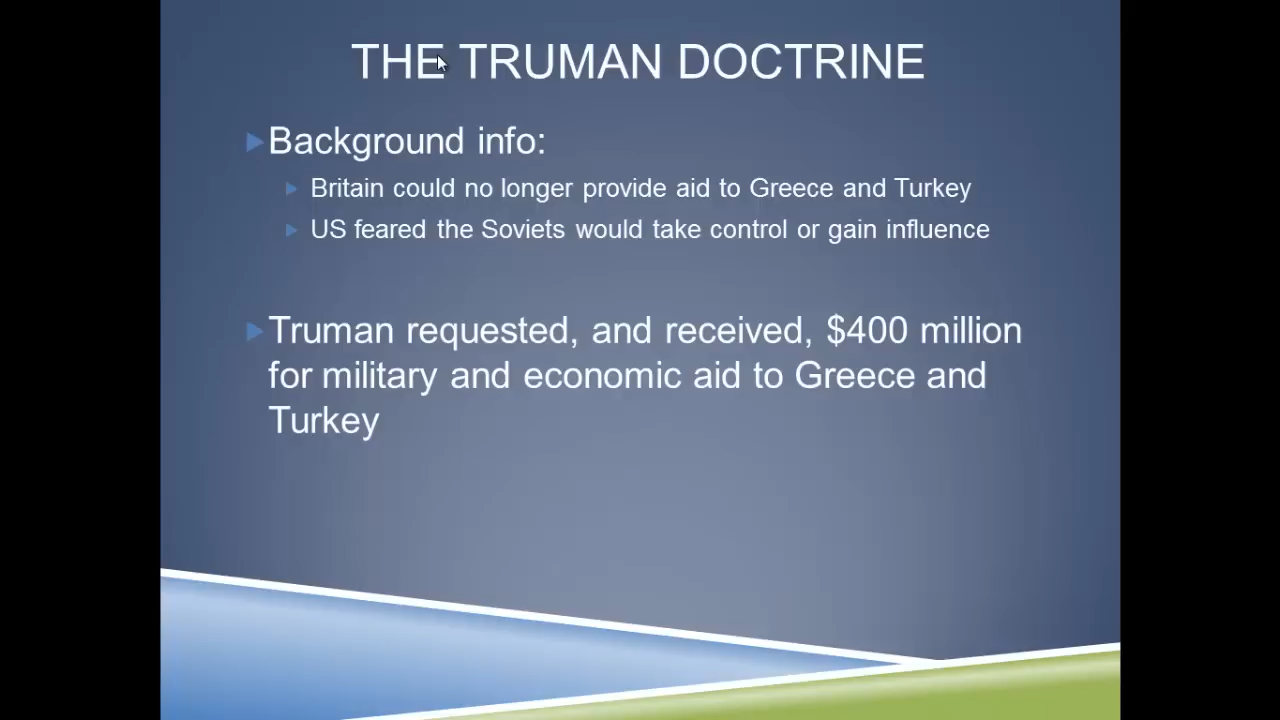 THE TRUMAN DOCTRINE
Background info:
Britain could no longer provide aid to Greece and Turkey
US feared the Soviets would take control or gain influence
Truman requested, and received, $400 million
for military and economic aid to Greece and
Turkey